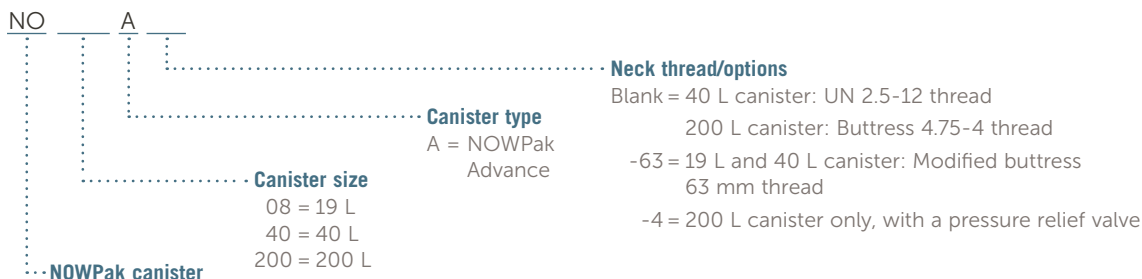 NO ___ A ___
Neck thread/options
Blank = 40 L canister: UN 2.5-12 thread
200 L canister: Buttress 4.75-4 thread
-63 = 19 L and 40 L canister: Modified buttress
63 mm thread
-4 = 200 L canister only, with a pressure relief valve
Canister type
A = NOWPak
Advance
Canister size
08 = 19 L
40 = 40 L
200 = 200 L
NOWPak canister